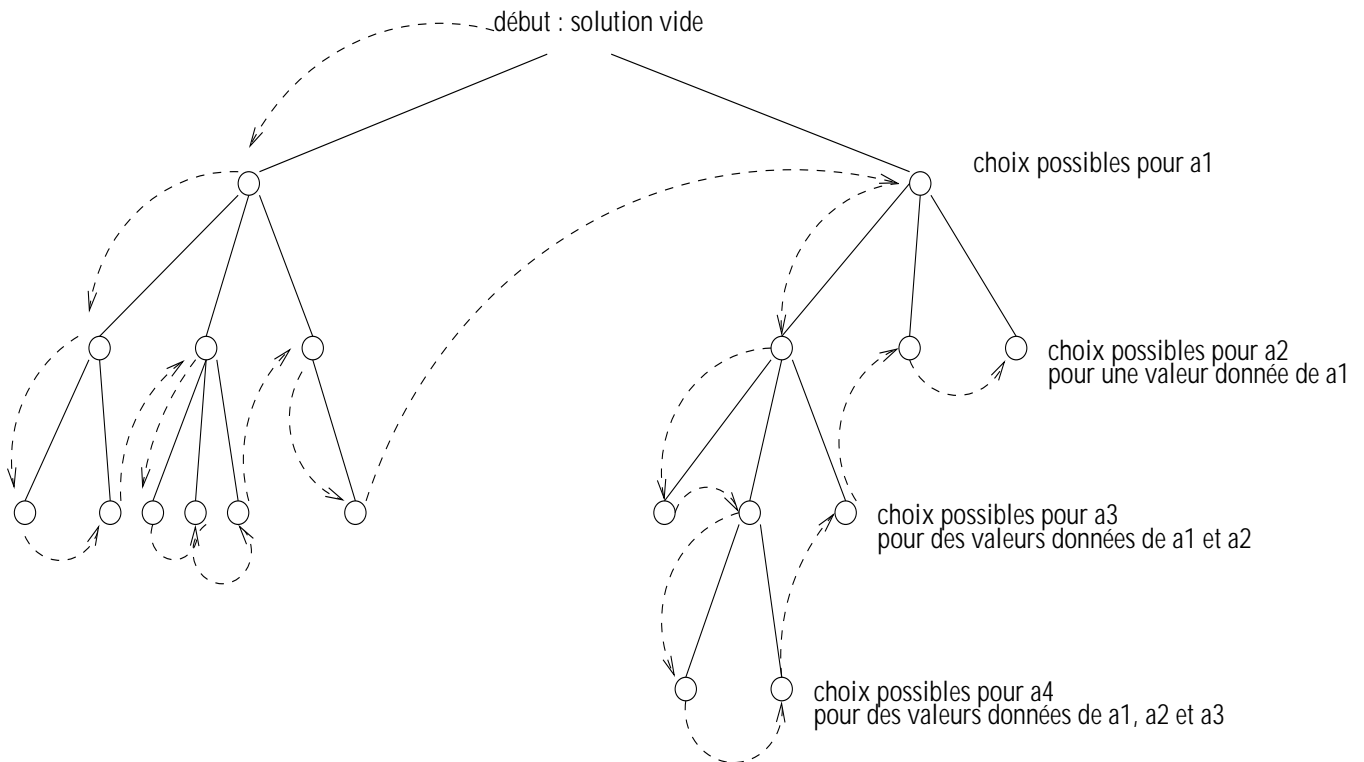 début : solution vide
choix possibles pour a1
choix possibles pour a2
pour une valeur donnée de a1
choix possibles pour a3
pour des valeurs données de a1 et a2
choix possibles pour a4
pour des valeurs données de a1, a2 et a3